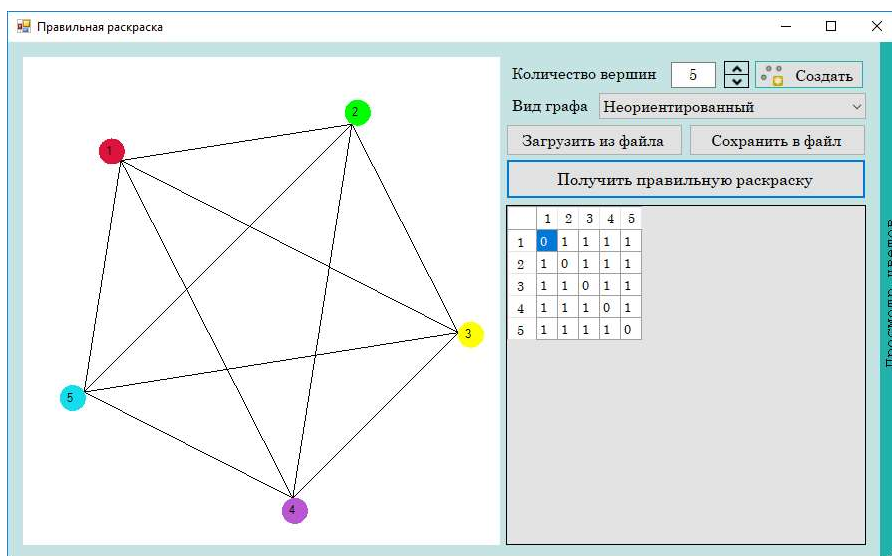 Правильная раскраска
Количество вершин 5 Создать
Вид графа Неориентированный
Загрузить из файла Сохранить в файл
Получить правильную раскраску
1 2 3 4 5
1 0 1 1 1 1
2 1 0 1 1 1
3 1 1 0 1 1
4 1 1 1 0 1
5 1 1 1 1 0
2
1
3
5
4
Просмотр цветов